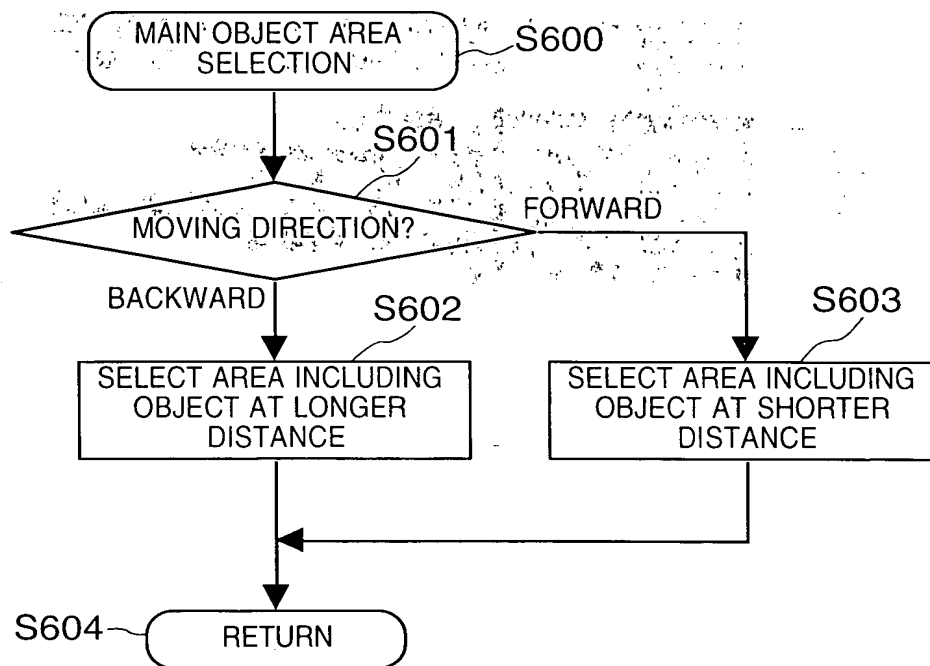 MAIN OBJECT AREA
SELECTION
S600
S601
MOVING DIRECTION?
FORWARD
BACKWARD
S602
S603
SELECT AREA INCLUDING
OBJECT AT LONGER
DISTANCE
SELECT AREA INCLUDING
OBJECT AT SHORTER
DISTANCE
S604
RETURN